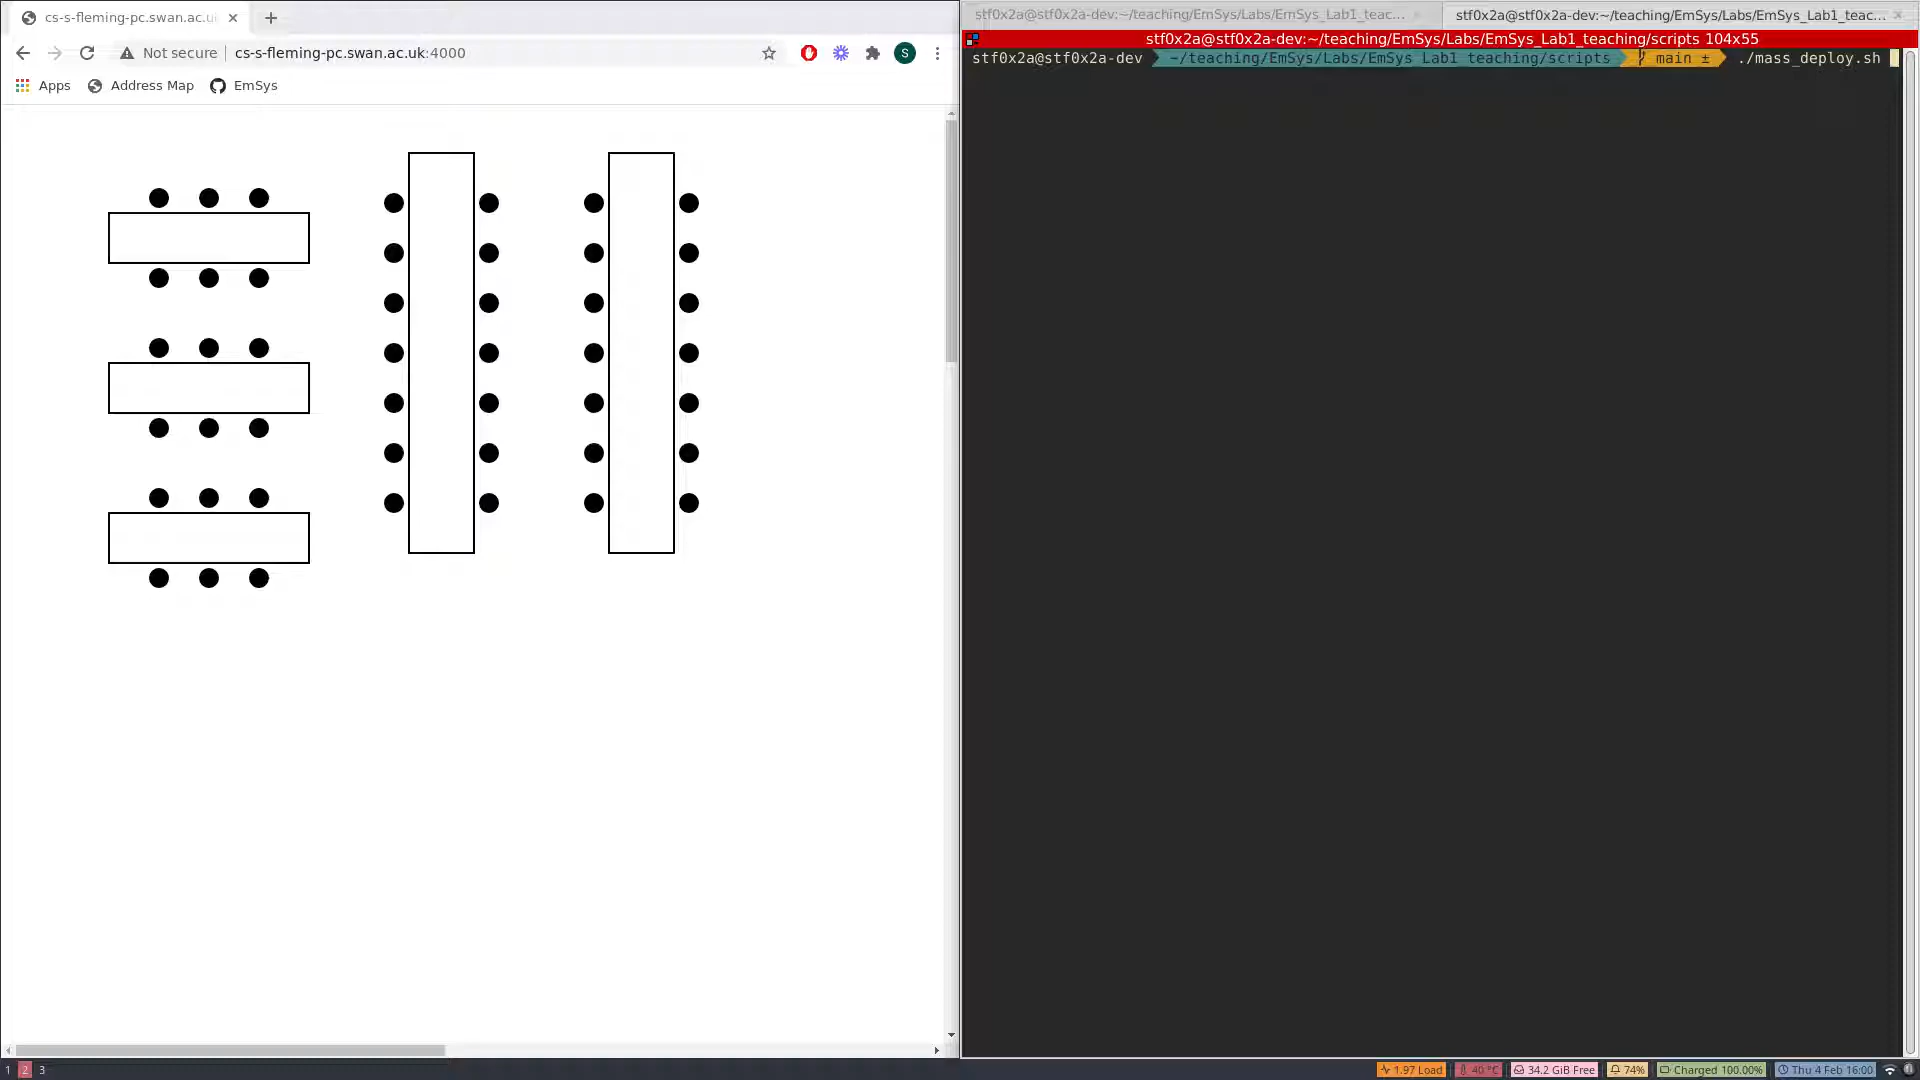 cs-s-fleming-pc.swan.ac.u
Not secure cs-s-fleming-pc.swan.ac.uk:4000
Apps Address Map EmSys
stf0x2a@stf0x2a-dev:~/teaching/EmSys/Labs/EmSys_Lab1_teac...
stf0x2a@stf0x2a-dev:~/teaching/EmSys/Labs/EmSys_Lab1_teac...
stf0x2a@stf0x2a-dev:~/teaching/EmSys/Labs/EmSys_Lab1_teaching/scripts 104x55
stf0x2a@stf0x2a-dev ~/teaching/EmSys/Labs/EmSys_Lab1_teaching/scripts main ± ./mass_deploy.sh
1 2 3
1.97 Load 40 °C 34.2 GiB Free 74% Charged 100.00% Thu 4 Feb 16:00